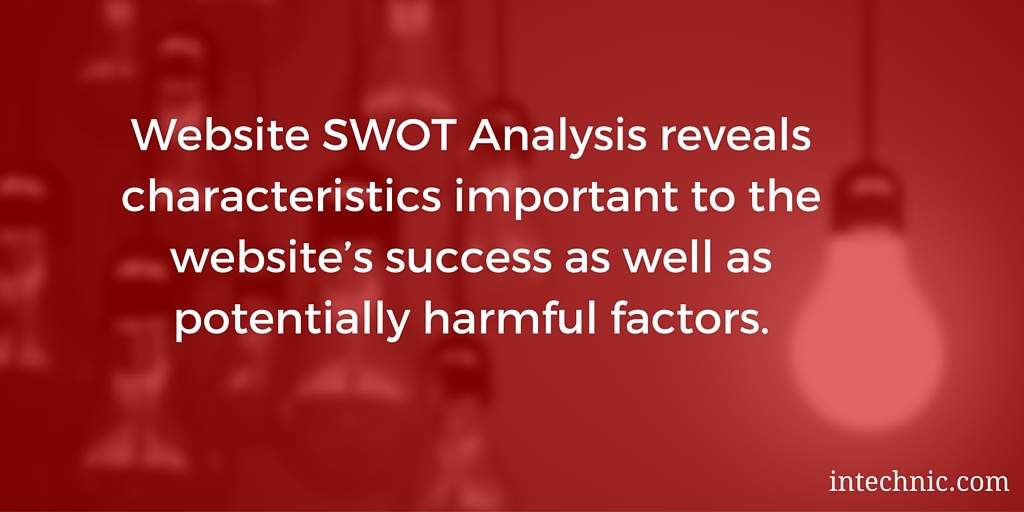 Website SWOT Analysis reveals
characteristics important to the
website’s success as well as
potentially harmful factors.
intechnic.com